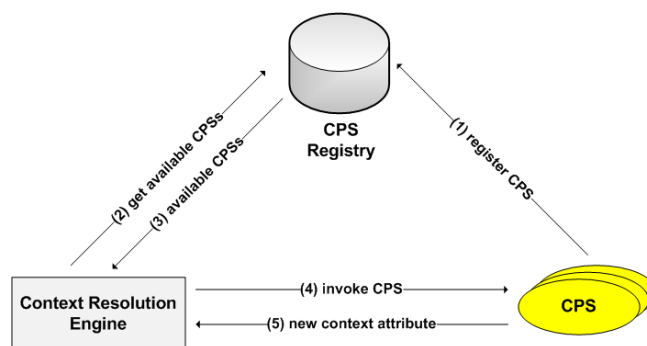 CPS
Registry
(1) register CPS
(2) get available CPSs
(3) available CPSs
Context Resolution
Engine
(4) invoke CPS
CPS
(5) new context attribute